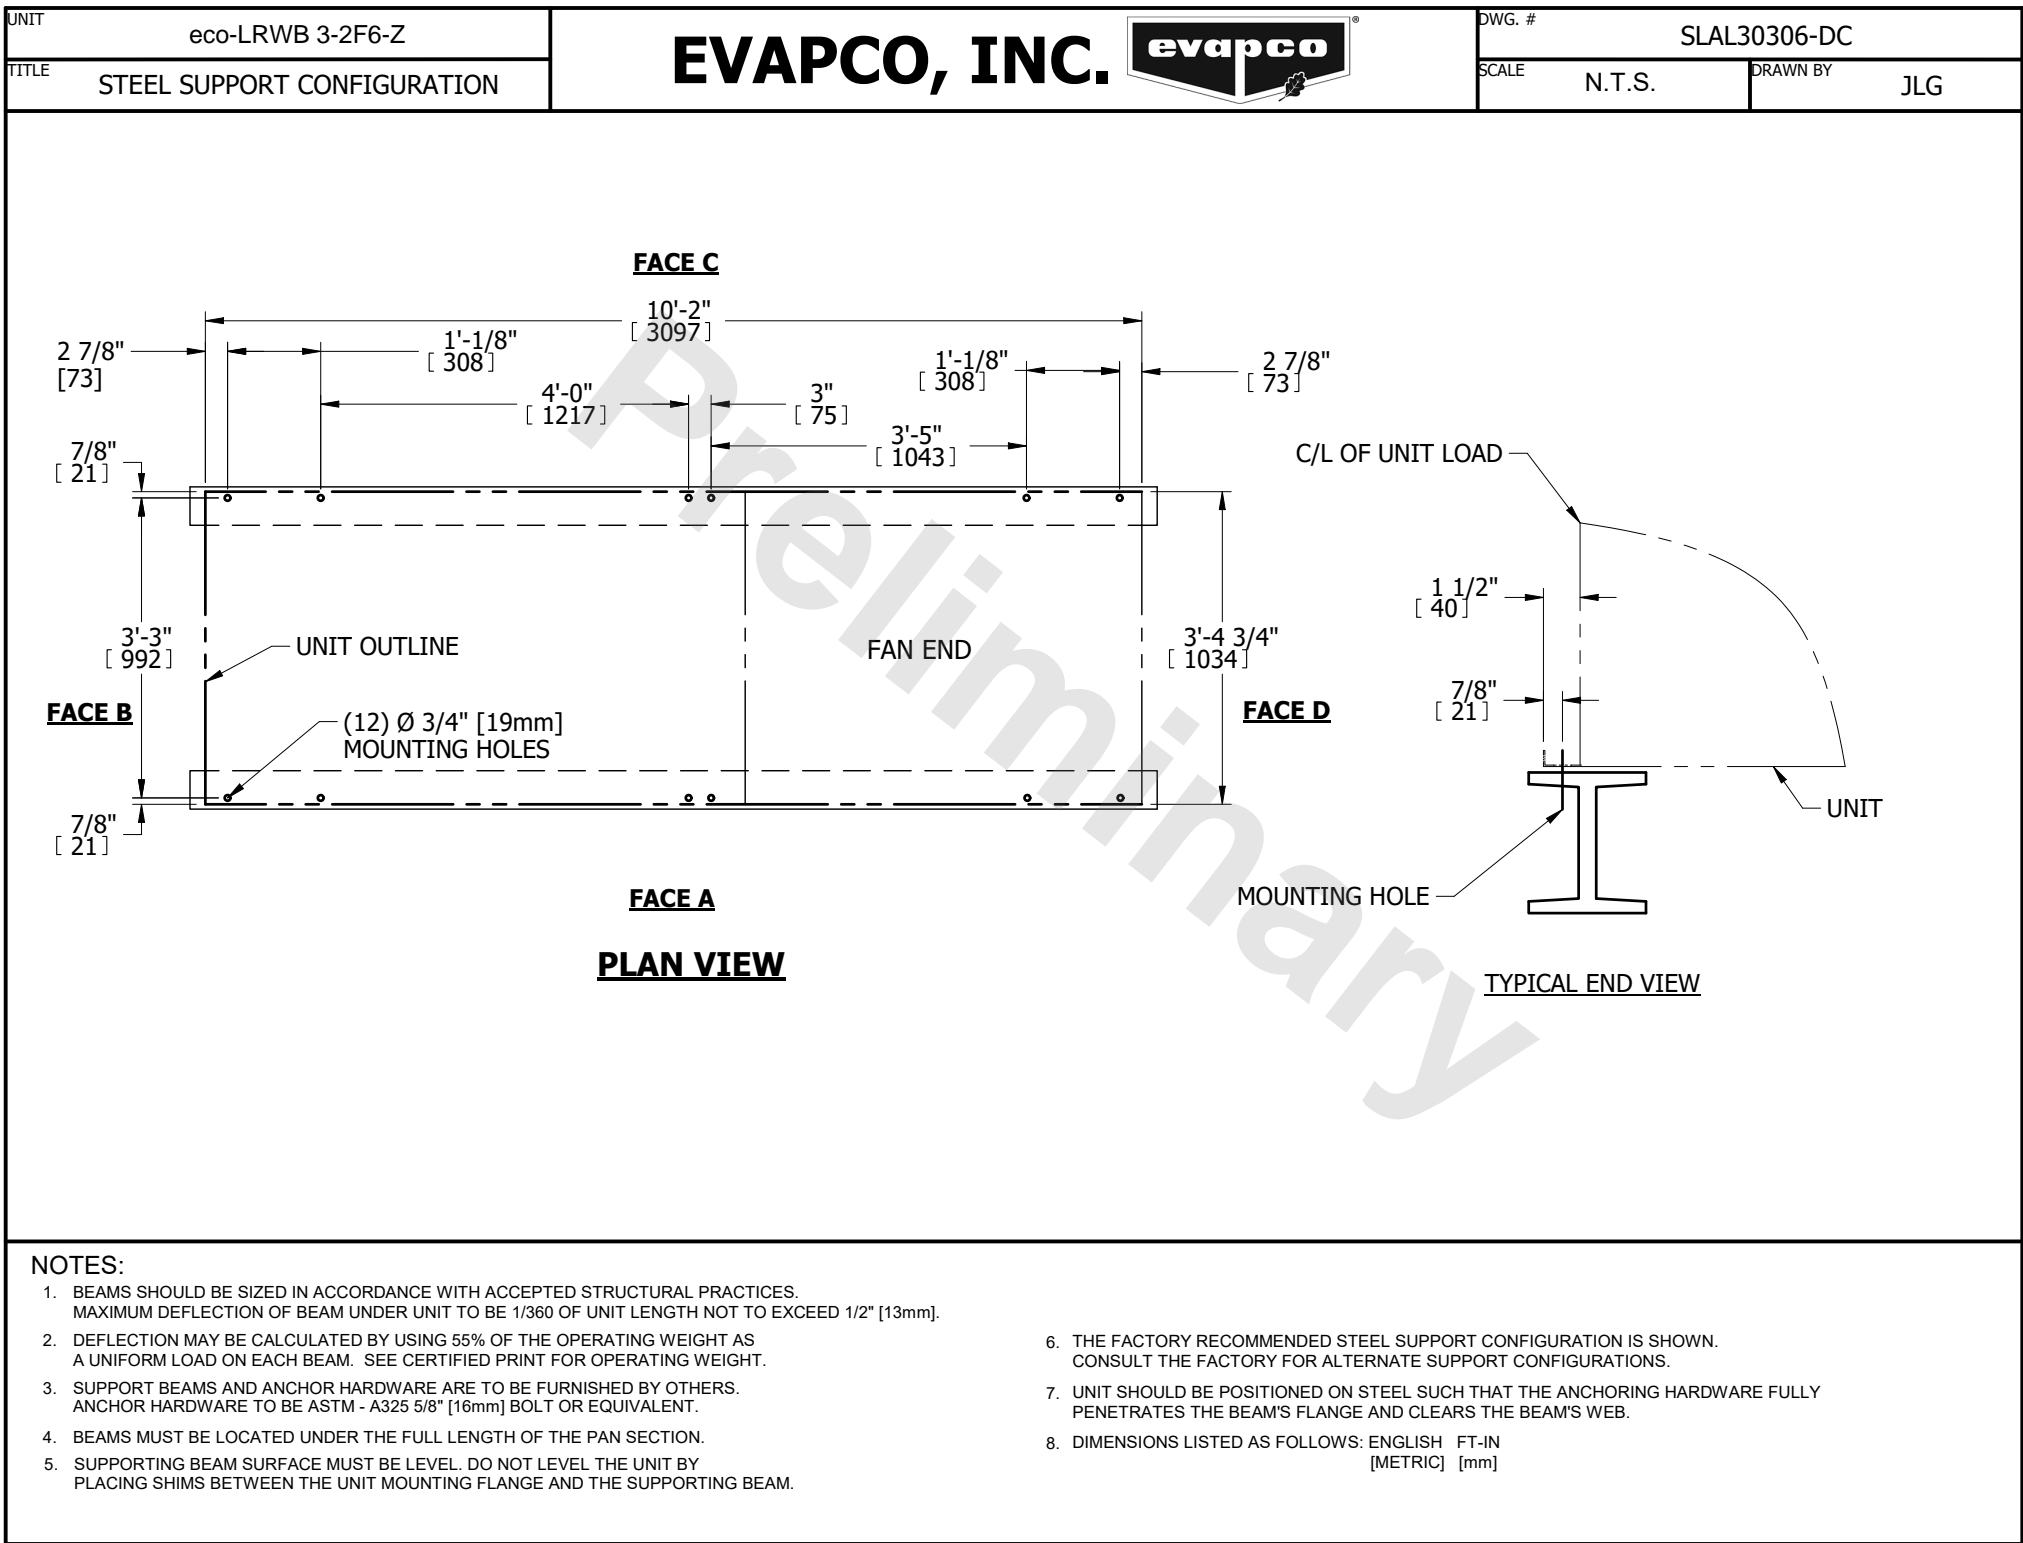 UNIT
eco-LRWB 3-2F6-Z
TITLE
STEEL SUPPORT CONFIGURATION
EVAPCO, INC.
evapco
®
DWG. #
SLAL30306-DC
SCALE
N.T.S.
DRAWN BY
JLG
FACE C
10'-2"
[ 3097]
2 7/8"
[73]
1'-1/8"
[ 308]
1'-1/8"
[ 308]
2 7/8"
[ 73]
4'-0"
[ 1217]
3"
[ 75]
3'-5"
[ 1043]
7/8"
[ 21]
C/L OF UNIT LOAD
1 1/2"
[ 40]
3'-3"
[ 992]
UNIT OUTLINE
FAN END
3'-4 3/4"
[ 1034]
7/8"
[ 21]
FACE B
(12) Ø 3/4" [19mm]
MOUNTING HOLES
FACE D
7/8"
[ 21]
UNIT
FACE A
MOUNTING HOLE
PLAN VIEW
TYPICAL END VIEW
Preliminary
NOTES:
1. BEAMS SHOULD BE SIZED IN ACCORDANCE WITH ACCEPTED STRUCTURAL PRACTICES.
MAXIMUM DEFLECTION OF BEAM UNDER UNIT TO BE 1/360 OF UNIT LENGTH NOT TO EXCEED 1/2" [13mm].
2. DEFLECTION MAY BE CALCULATED BY USING 55% OF THE OPERATING WEIGHT AS
A UNIFORM LOAD ON EACH BEAM. SEE CERTIFIED PRINT FOR OPERATING WEIGHT.
3. SUPPORT BEAMS AND ANCHOR HARDWARE ARE TO BE FURNISHED BY OTHERS.
ANCHOR HARDWARE TO BE ASTM - A325 5/8" [16mm] BOLT OR EQUIVALENT.
4. BEAMS MUST BE LOCATED UNDER THE FULL LENGTH OF THE PAN SECTION.
5. SUPPORTING BEAM SURFACE MUST BE LEVEL. DO NOT LEVEL THE UNIT BY
PLACING SHIMS BETWEEN THE UNIT MOUNTING FLANGE AND THE SUPPORTING BEAM.
6. THE FACTORY RECOMMENDED STEEL SUPPORT CONFIGURATION IS SHOWN.
CONSULT THE FACTORY FOR ALTERNATE SUPPORT CONFIGURATIONS.
7. UNIT SHOULD BE POSITIONED ON STEEL SUCH THAT THE ANCHORING HARDWARE FULLY
PENETRATES THE BEAM'S FLANGE AND CLEARS THE BEAM'S WEB.
8. DIMENSIONS LISTED AS FOLLOWS: ENGLISH FT-IN
[METRIC] [mm]